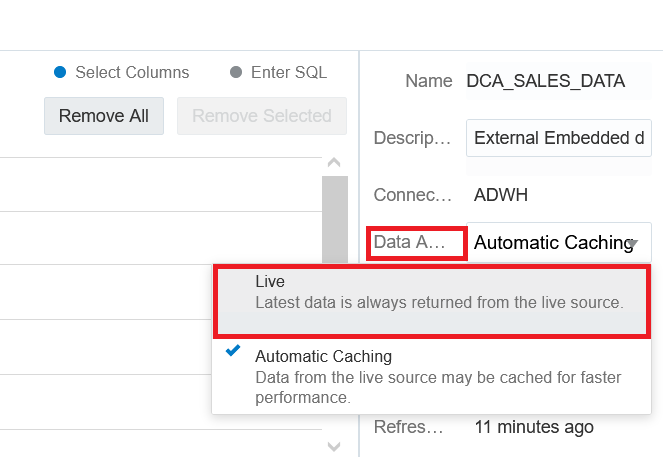 Select Columns
Enter SQL
Remove All
Remove Selected
Name DCA_SALES_DATA
Descrip... External Embedded d
Connec... ADWH
Data A... Automatic Caching
Live
Latest data is always returned from the live source.
Automatic Caching
Data from the live source may be cached for faster
performance.
Refres... 11 minutes ago